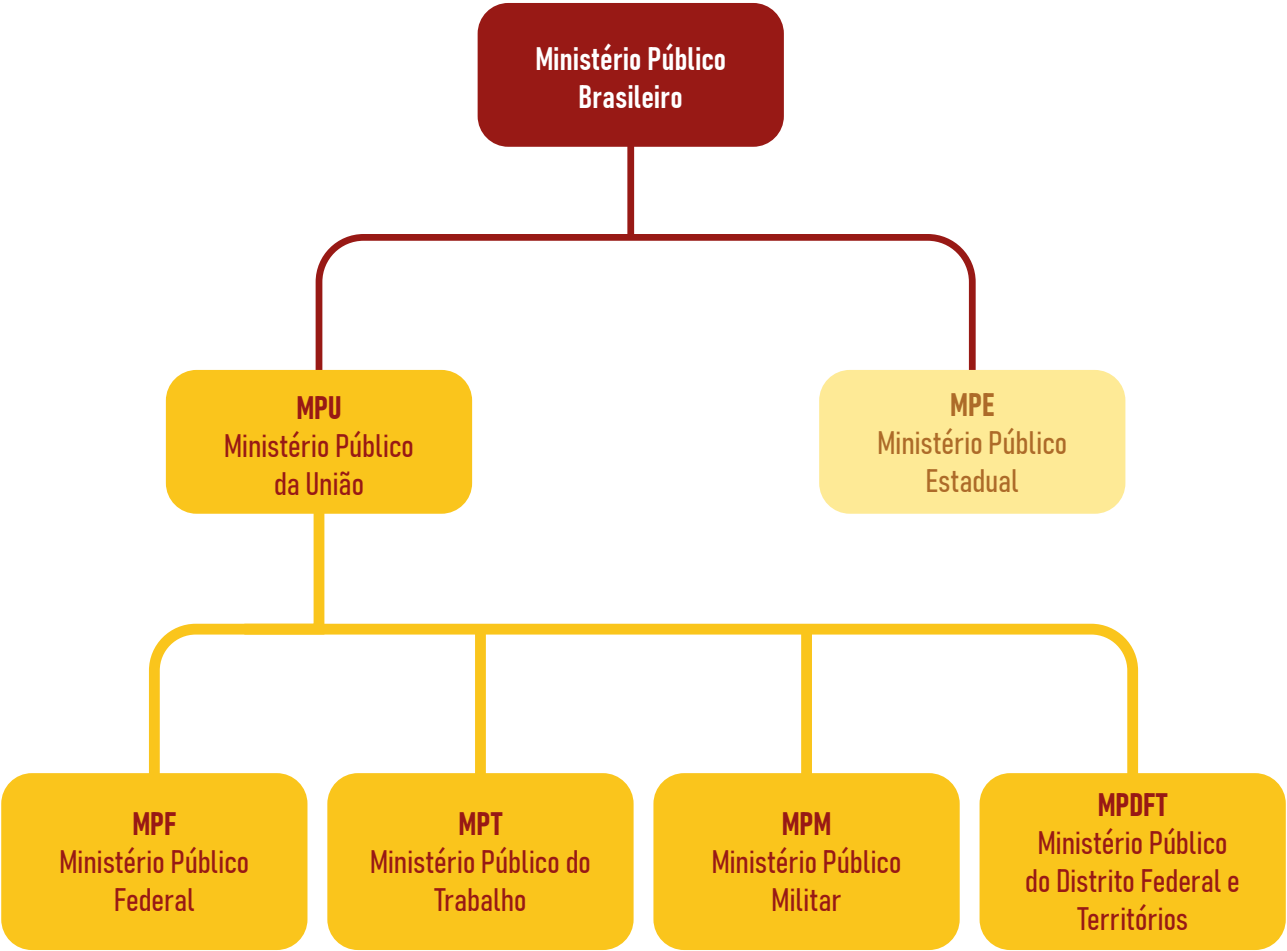 Ministério Público
Brasileiro
MPU
Ministério Público
da União
MPE
Ministério Público
Estadual
MPF
Ministério Público
Federal
MPT
Ministério Público do
Trabalho
MPM
Ministério Público
Militar
MPDFT
Ministério Público
do Distrito Federal e
Territórios